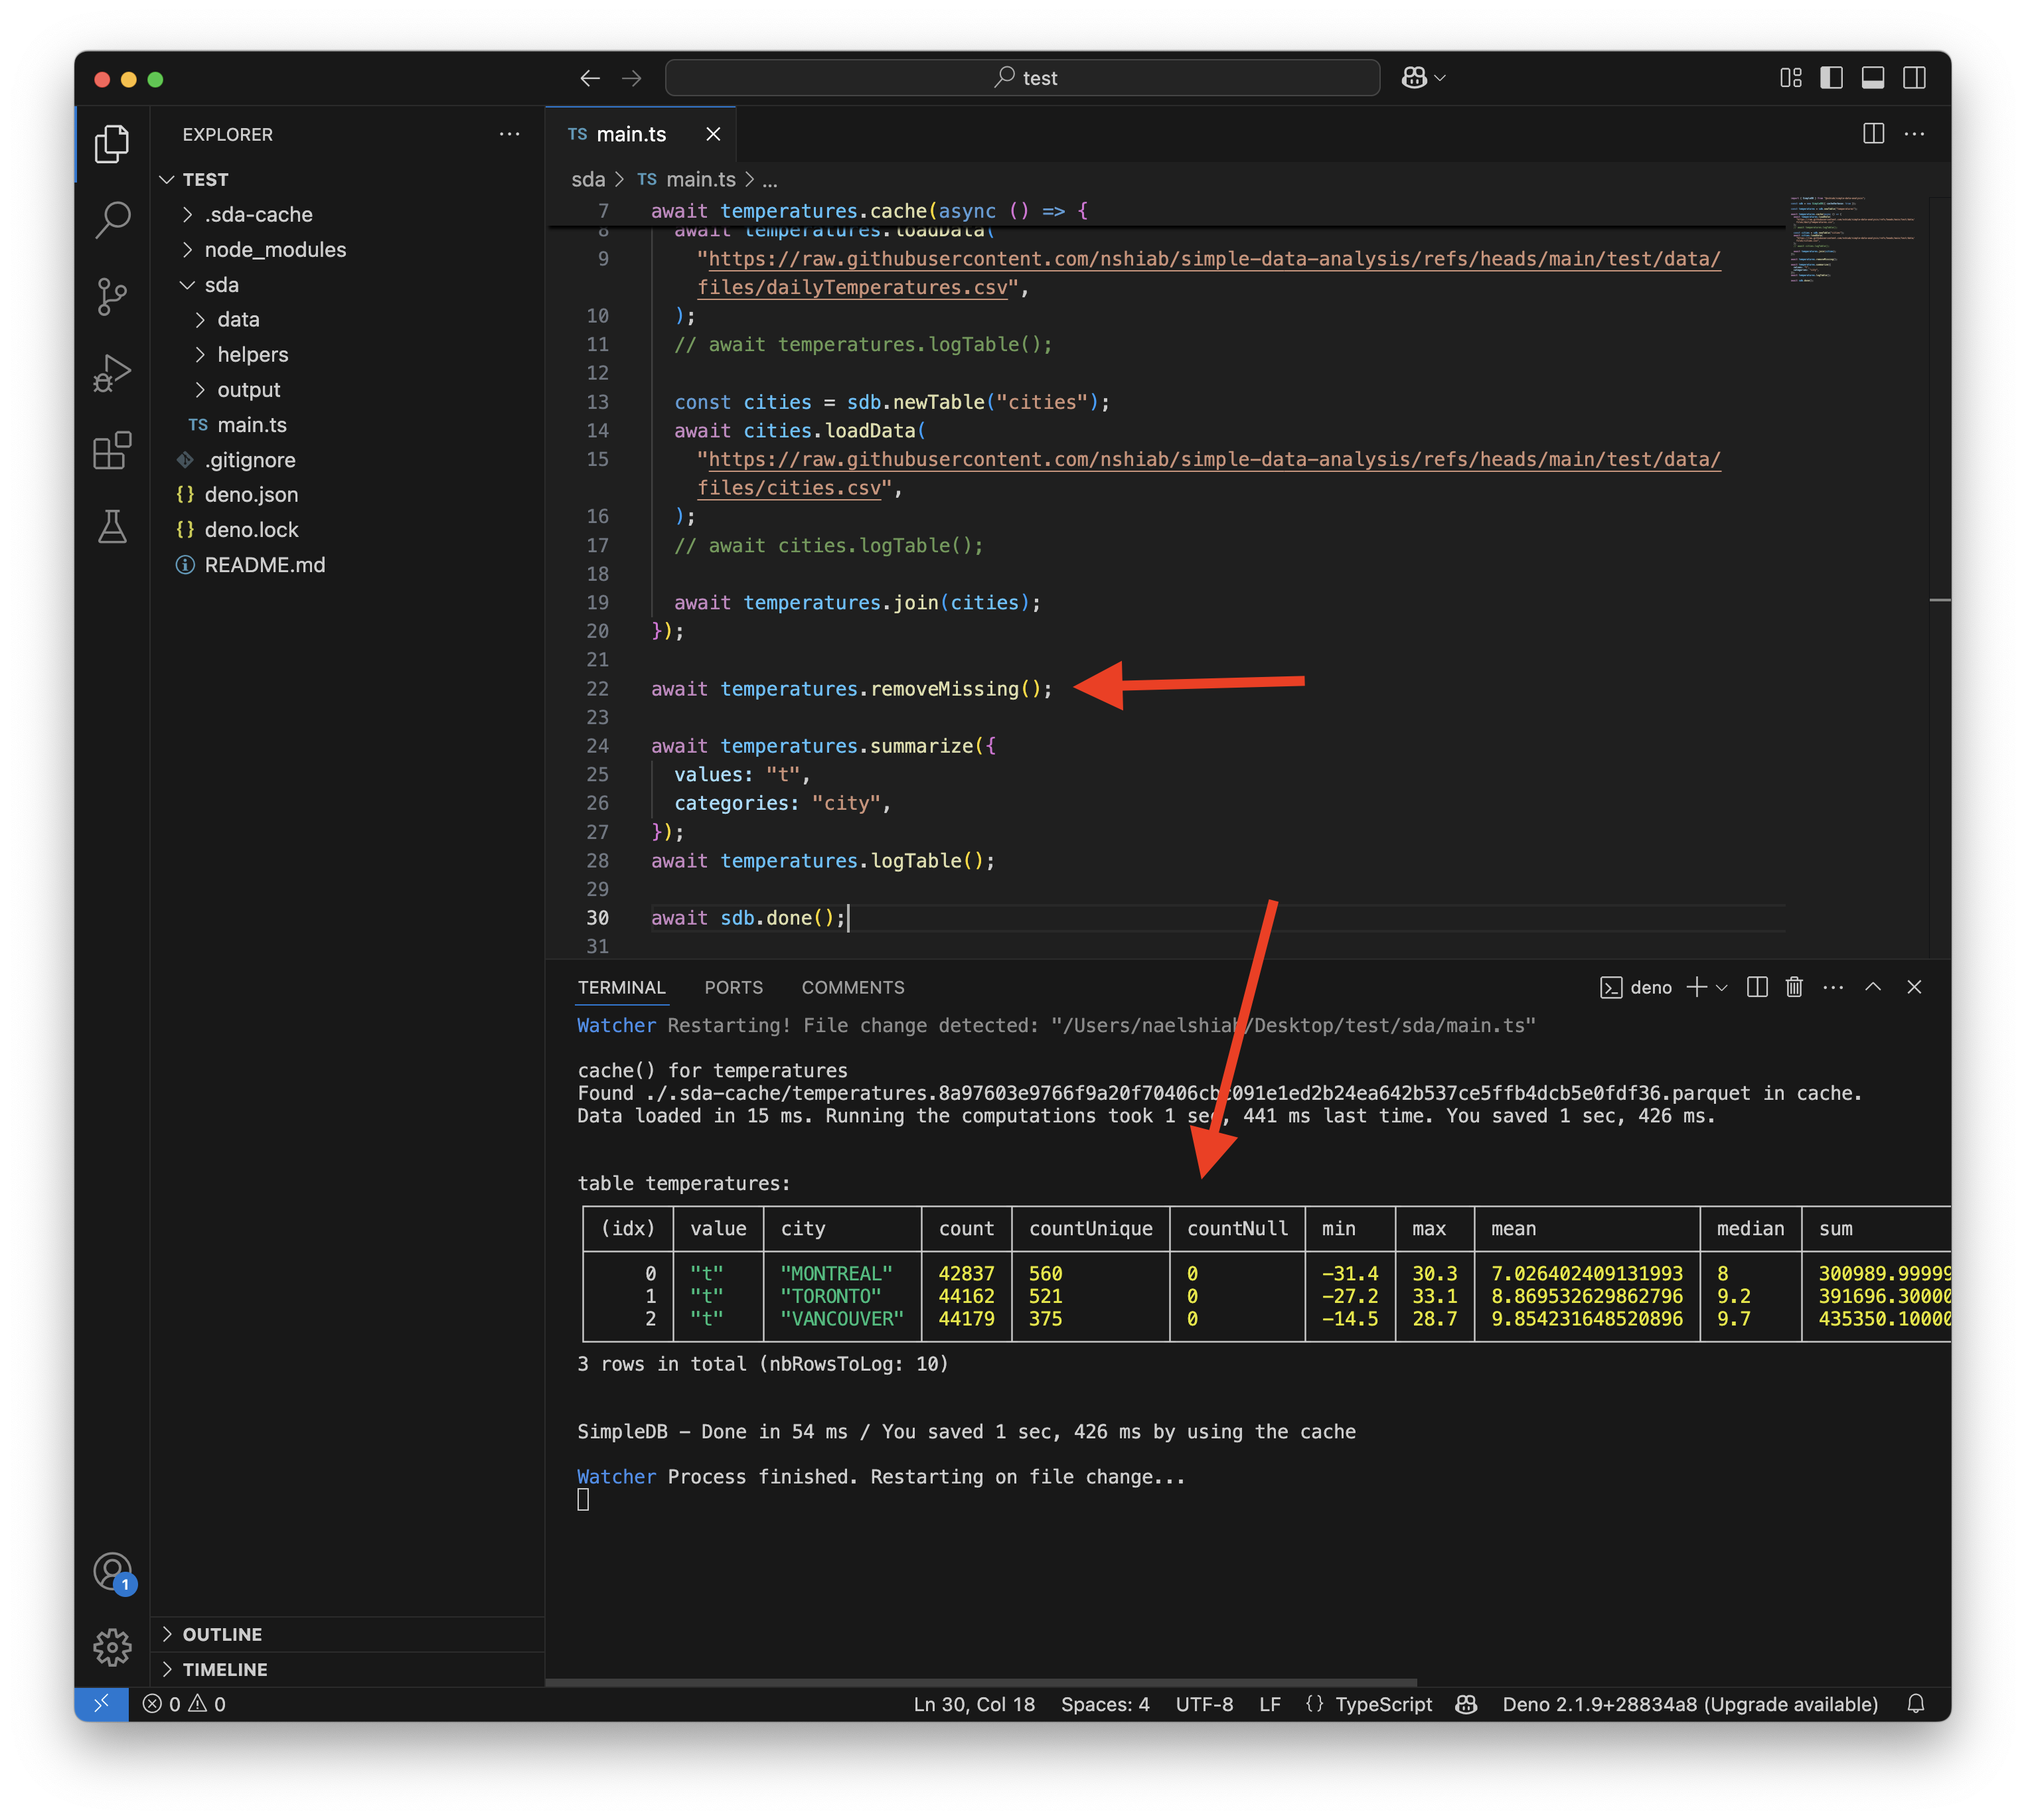 test
EXPLORER
TEST
.sda-cache
node_modules
sda
data
helpers
output
TS main.ts
.gitignore
{} deno.json
{} deno.lock
README.md
OUTLINE
TIMELINE
TS main.ts
sda > TS main.ts > ...
7 await temperatures.cache(async () => {
8 await temperatures.loadData(
9 "https://raw.githubusercontent.com/nshiab/simple-data-analysis/refs/heads/main/test/data/
files/dailyTemperatures.csv",
10 );
11 // await temperatures.logTable();
12
13 const cities = sdb.newTable("cities");
14 await cities.loadData(
15 "https://raw.githubusercontent.com/nshiab/simple-data-analysis/refs/heads/main/test/data/
files/cities.csv",
16 );
17 // await cities.logTable();
18
19 await temperatures.join(cities);
20 });
21
22 await temperatures.removeMissing();
23
24 await temperatures.summarize({
25 values: "t",
26 categories: "city",
27 });
28 await temperatures.logTable();
29
30 await sdb.done();
31
TERMINAL PORTS COMMENTS deno
Watcher Restarting! File change detected: "/Users/naelshiab/Desktop/test/sda/main.ts"
cache() for temperatures
Found ./.sda-cache/temperatures.8a97603e9766f9a20f70406cb 091e1ed2b24ea642b537ce5ffb4dcb5e0fdf36.parquet in cache.
Data loaded in 15 ms. Running the computations took 1 sec, 441 ms last time. You saved 1 sec, 426 ms.
table temperatures:
(idx) value city count countUnique countNull min max mean median sum
0 "t" "MONTREAL" 42837 560 0 -31.4 30.3 7.026402409131993 8 300989.99999
1 "t" "TORONTO" 44162 521 0 -27.2 33.1 8.869532629862796 9.2 391696.30000
2 "t" "VANCOUVER" 44179 375 0 -14.5 28.7 9.854231648520896 9.7 435350.10000
3 rows in total (nbRowsToLog: 10)
SimpleDB - Done in 54 ms / You saved 1 sec, 426 ms by using the cache
Watcher Process finished. Restarting on file change...
1
0 0 Ln 30, Col 18 Spaces: 4 UTF-8 LF {} TypeScript Deno 2.1.9+28834a8 (Upgrade available)